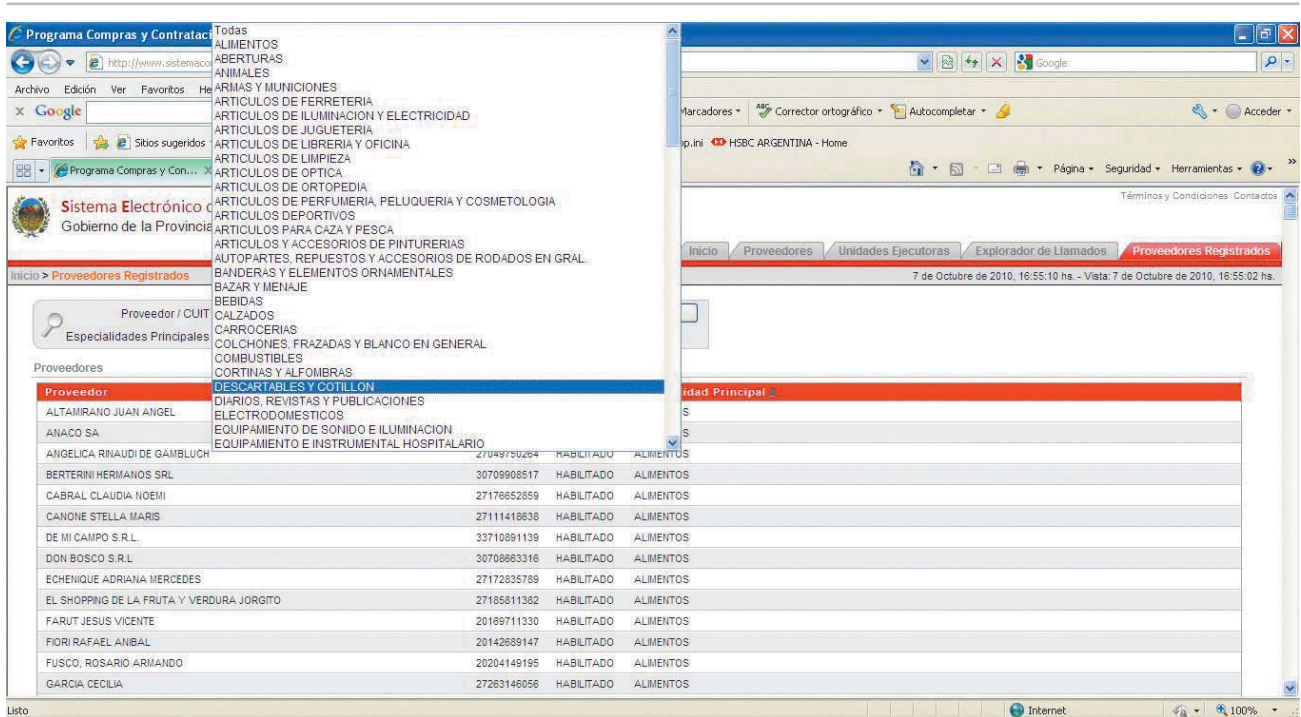 Programa Compras y Contrataci
http://www.sistemaco
Google
Archivo Edición Ver Favoritos He
x Google
Marcadores Corrector ortográfico Autocompletar Acceder
Favoritos Sitios sugeridos
p.ini HSBC ARGENTINA - Home
Programa Compras y Con... X
Página Seguridad Herramientas »
Todas
ALIMENTOS
ABERTURAS
ANIMALES
ARMAS Y MUNICIONES
ARTICULOS DE FERRETERIA
ARTICULOS DE ILUMINACION Y ELECTRICIDAD
ARTICULOS DE JUGUETERIA
ARTICULOS DE LIBRERIA Y OFICINA
ARTICULOS DE LIMPIEZA
ARTICULOS DE OPTICA
ARTICULOS DE ORTOPEDIA
ARTICULOS DE PERFUMERIA, PELUQUERIA Y COSMETOLOGIA
ARTICULOS DEPORTIVOS
ARTICULOS PARA CAZA Y PESCA
ARTICULOS Y ACCESORIOS DE PINTURERIAS
AUTOPARTES, REPUESTOS Y ACCESORIOS DE RODADOS EN GRAL.
BANDERAS Y ELEMENTOS ORNAMENTALES
BAZAR Y MENAJE
BEBIDAS
CALZADOS
CARROCERIAS
COLCHONES, FRAZADAS Y BLANCO EN GENERAL
COMBUSTIBLES
CORTINAS Y ALFOMBRAS
DESCARTABLES Y COTILLON
DIARIOS, REVISTAS Y PUBLICACIONES
ELECTRODOMESTICOS
EQUIPAMIENTO DE SONIDO E ILUMINACION
EQUIPAMIENTO E INSTRUMENTAL HOSPITALARIO
Términos y Condiciones Contactos
Sistema Electrónico
Gobierno de la Provincia
Inicio Proveedores Unidades Ejecutoras Explorador de Llamados Proveedores Registrados
Inicio > Proveedores Registrados
7 de Octubre de 2010, 16:55:10 hs. - Vista: 7 de Octubre de 2010, 16:55:02 hs.
Proveedor / CUIT
Especialidades Principales
Proveedores
Proveedor idad Principal
ALTAMIRANO JUAN ANGEL S
ANACO SA S
ANGELICA RINAUDI DE GAMBLUCH 27049750264 HABILITADO ALIMENTOS
BERTERINI HERMANOS SRL 30709908517 HABILITADO ALIMENTOS
CABRAL CLAUDIA NOEMI 27176652859 HABILITADO ALIMENTOS
CANONE STELLA MARIS 27111418638 HABILITADO ALIMENTOS
DE MI CAMPO S.R.L. 33710891139 HABILITADO ALIMENTOS
DON BOSCO S.R.L 30708663316 HABILITADO ALIMENTOS
ECHENIQUE ADRIANA MERCEDES 27172835789 HABILITADO ALIMENTOS
EL SHOPPING DE LA FRUTA Y VERDURA JORGITO 27185811382 HABILITADO ALIMENTOS
FARUT JESUS VICENTE 20169711330 HABILITADO ALIMENTOS
FIORI RAFAEL ANIBAL 20142689147 HABILITADO ALIMENTOS
FUSCO, ROSARIO ARMANDO 20204149195 HABILITADO ALIMENTOS
GARCIA CECILIA 27263146056 HABILITADO ALIMENTOS
Listo Internet 100%